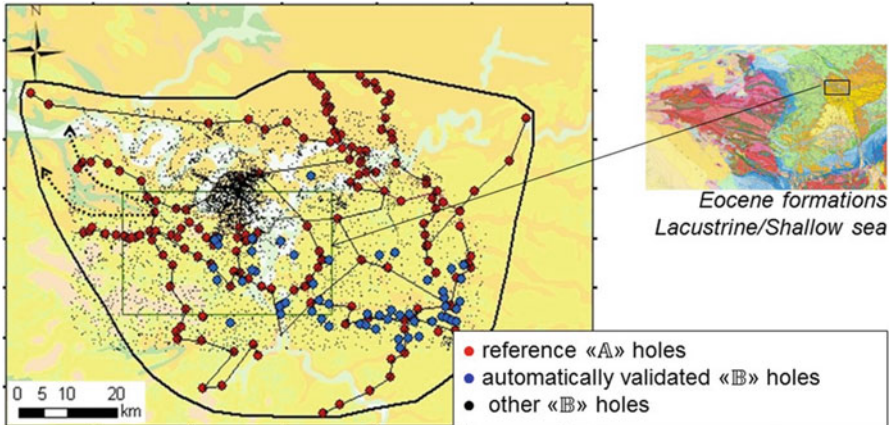 N
Eocene formations
Lacustrine/Shallow sea
reference «𝔸» holes
automatically validated «𝔹» holes
other «𝔹» holes
0 5 10 20
km